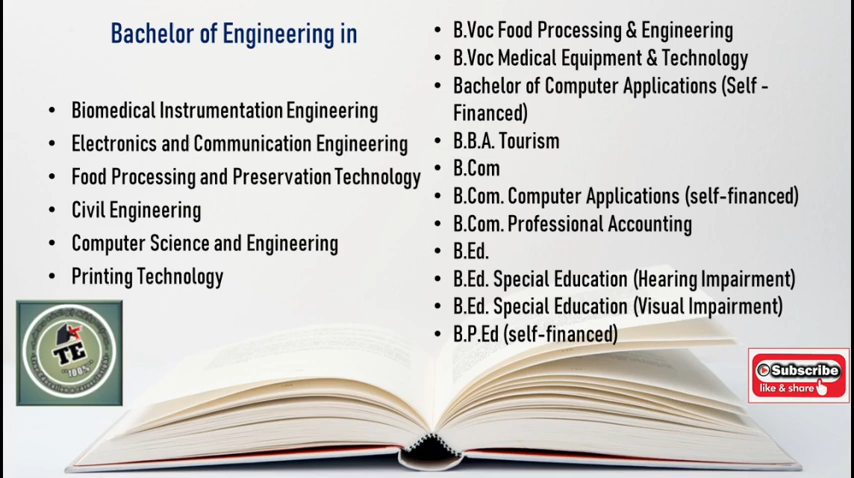 Bachelor of Engineering in
• Biomedical Instrumentation Engineering
• Electronics and Communication Engineering
• Food Processing and Preservation Technology
• Civil Engineering
• Computer Science and Engineering
• Printing Technology
• B.Voc Food Processing & Engineering
• B.Voc Medical Equipment & Technology
• Bachelor of Computer Applications (Self -
Financed)
• B.B.A. Tourism
• B.Com
• B.Com. Computer Applications (self-financed)
• B.Com. Professional Accounting
• B.Ed.
• B.Ed. Special Education (Hearing Impairment)
• B.Ed. Special Education (Visual Impairment)
• B.P.Ed (self-financed)
TE
100%
Subscribe
like & share